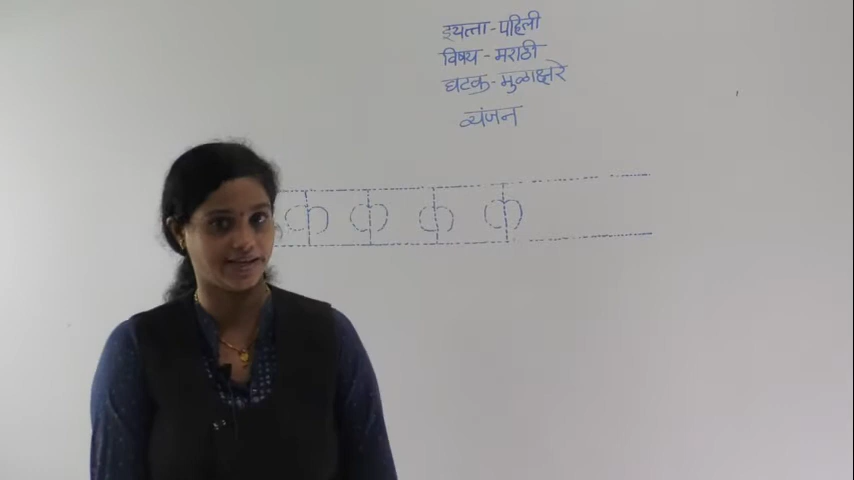 इयत्ता - पहिली
विषय - मराठी
घटक - मुळाक्षरे
व्यंजन
क क क क